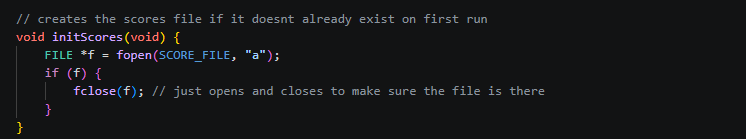 // creates the scores file if it doesnt already exist on first run
void initScores(void) {
    FILE *f = fopen(SCORE_FILE, "a");
    if (f) {
        fclose(f); // just opens and closes to make sure the file is there
    }
}